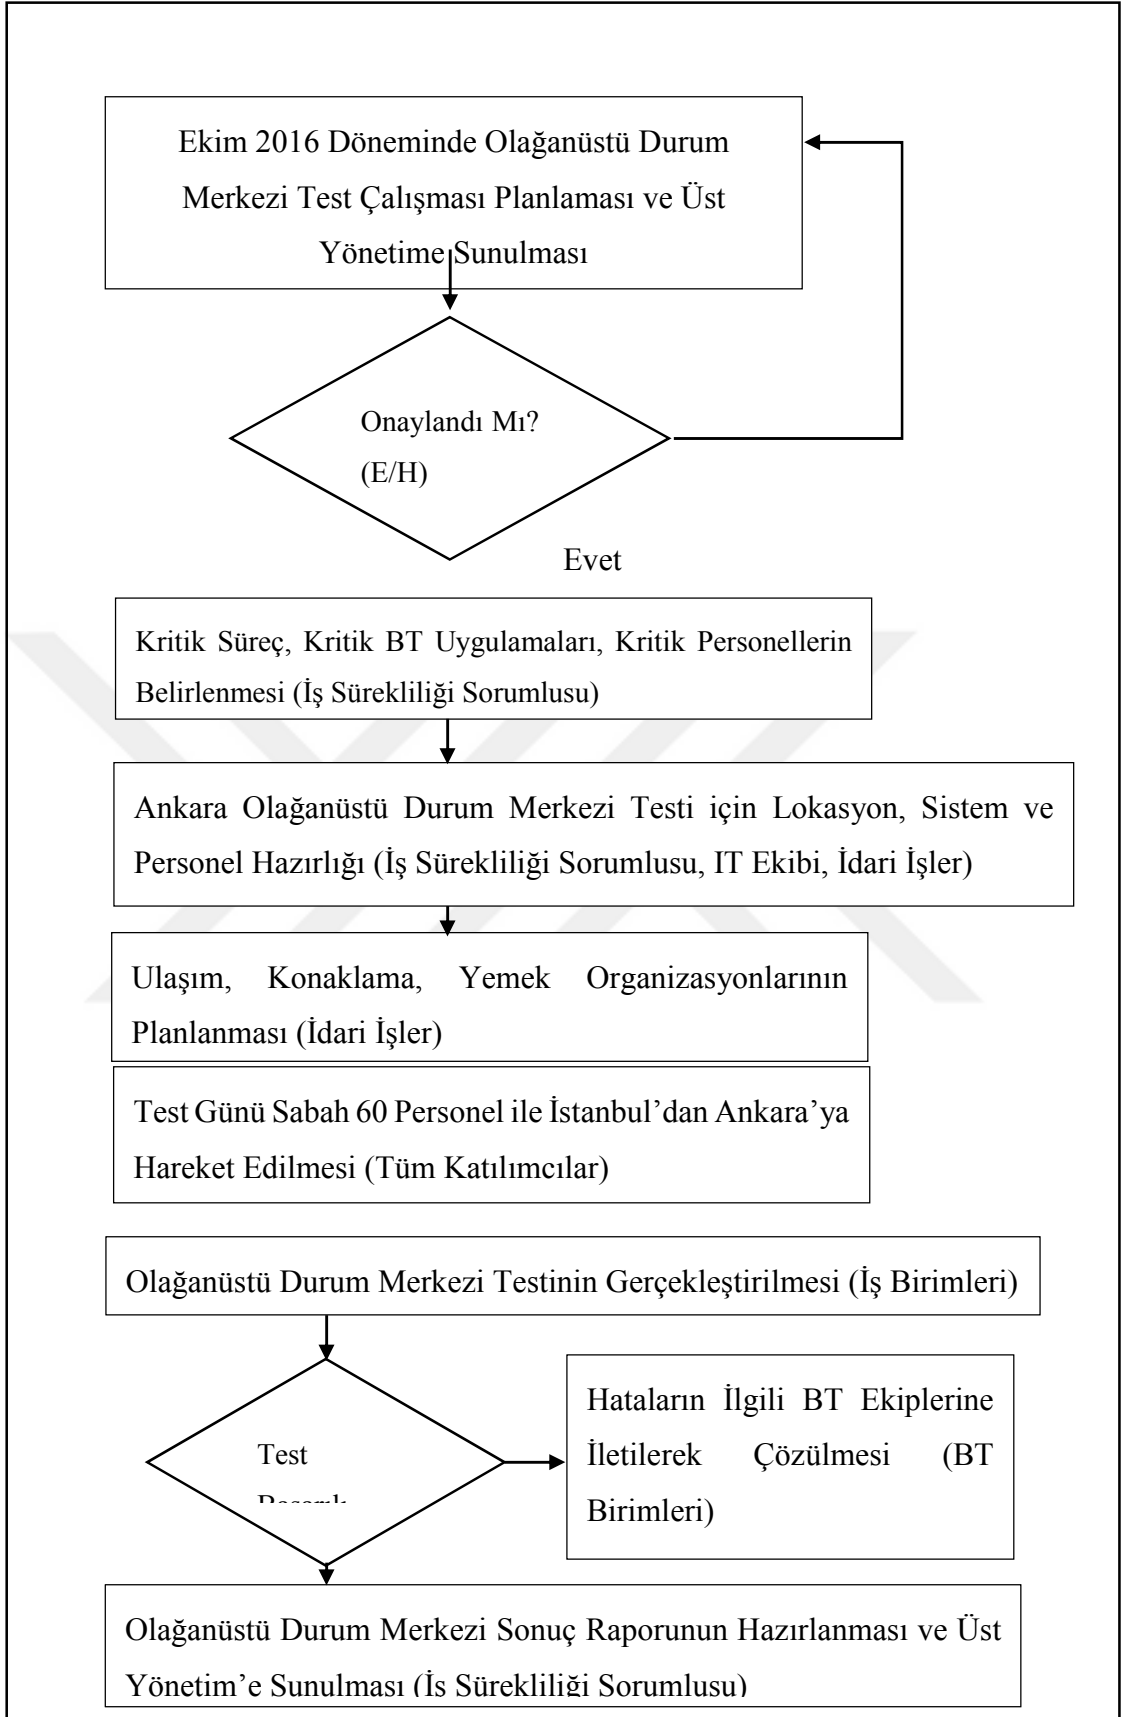 Ekim 2016 Döneminde Olağanüstü Durum
Merkezi Test Çalışması Planlaması ve Üst
Yönetime Sunulması
Onaylandı Mı?
(E/H)
Evet
Kritik Süreç, Kritik BT Uygulamaları, Kritik Personellerin
Belirlenmesi (İş Sürekliliği Sorumlusu)
Ankara Olağanüstü Durum Merkezi Testi için Lokasyon, Sistem ve
Personel Hazırlığı (İş Sürekliliği Sorumlusu, IT Ekibi, İdari İşler)
Ulaşım, Konaklama, Yemek Organizasyonlarının
Planlanması (İdari İşler)
Test Günü Sabah 60 Personel ile İstanbul’dan Ankara’ya
Hareket Edilmesi (Tüm Katılımcılar)
Olağanüstü Durum Merkezi Testinin Gerçekleştirilmesi (İş Birimleri)
Test
Hataların İlgili BT Ekiplerine
İletilerek Çözülmesi (BT
Birimleri)
Olağanüstü Durum Merkezi Sonuç Raporunun Hazırlanması ve Üst
Yönetim’e Sunulması (İş Sürekliliği Sorumlusu)